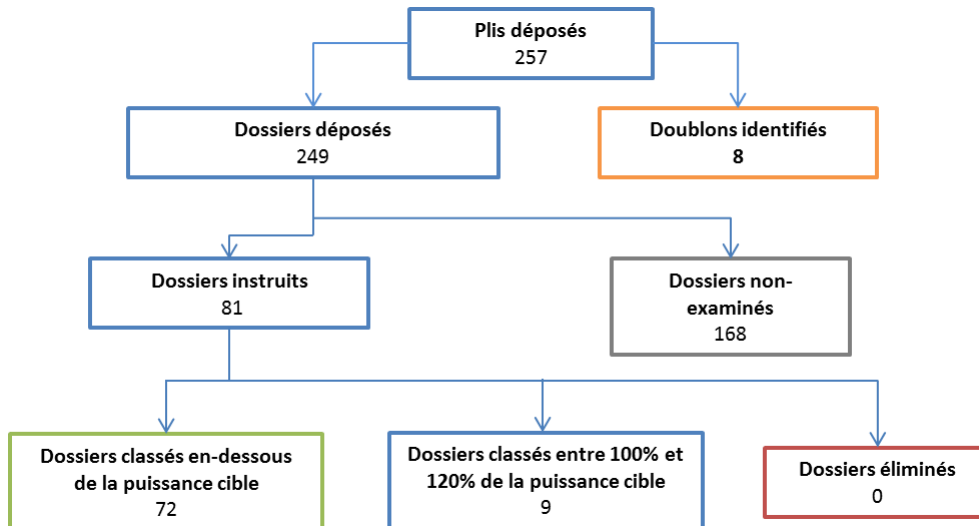 Plis déposés
257
Dossiers déposés
249
Doublons identifiés
8
Dossiers instruits
81
Dossiers non-
examinés
168
Dossiers classés en-dessous
de la puissance cible
72
Dossiers classés entre 100% et
120% de la puissance cible
9
Dossiers éliminés
0